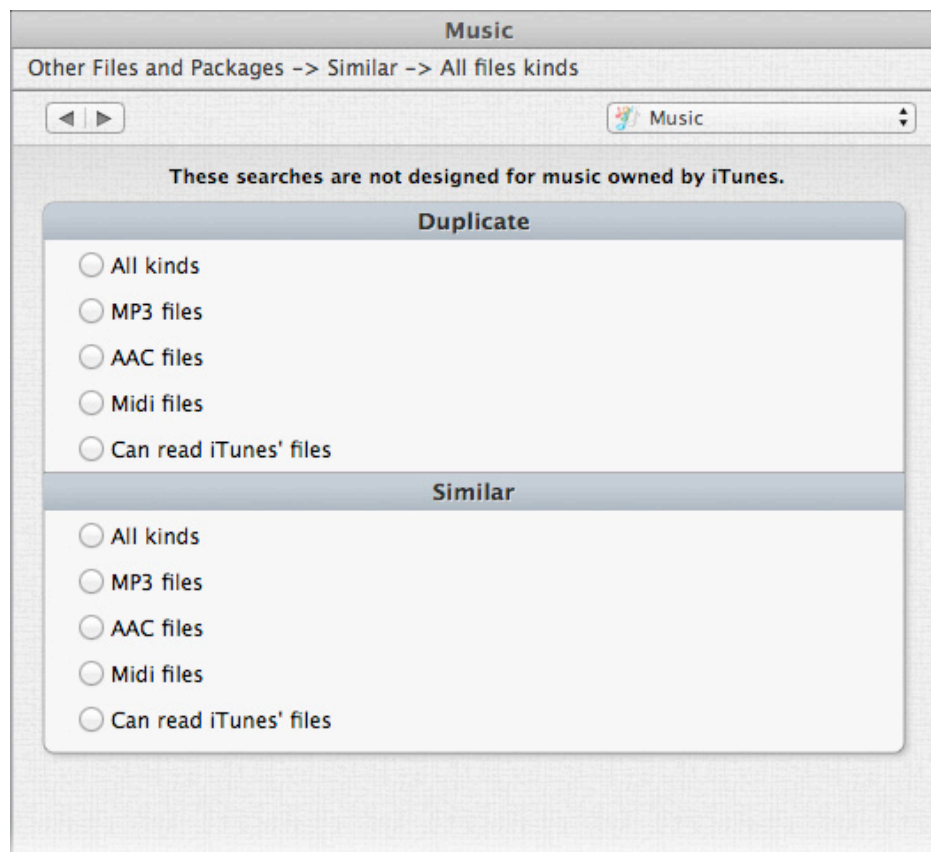 Music
Other Files and Packages -> Similar -> All files kinds
Music
These searches are not designed for music owned by iTunes.
Duplicate
All kinds
MP3 files
AAC files
Midi files
Can read iTunes' files
Similar
All kinds
MP3 files
AAC files
Midi files
Can read iTunes' files